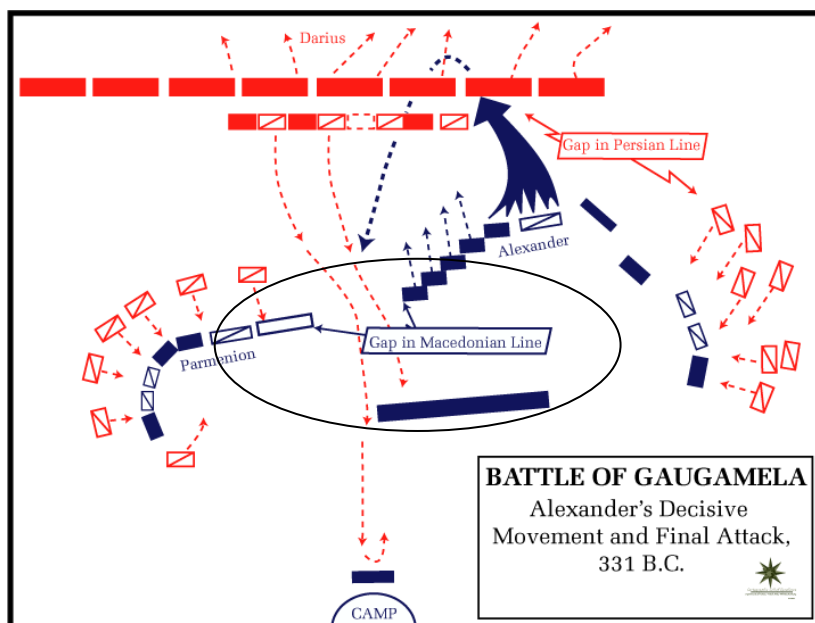 Darius
Gap in Persian Line
Alexander
Gap in Macedonian Line
Parmenion
BATTLE OF GAUGAMELA
Alexander's Decisive
Movement and Final Attack,
331 B.C.
CAMP